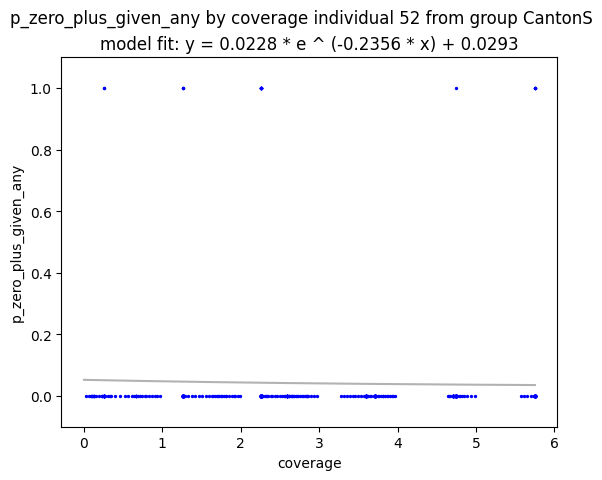 p_zero_plus_given_any by coverage individual 52 from group CantonS
model fit: y = 0.0228 * e ^ (-0.2356 * x) + 0.0293
1.0
0.8
0.6
0.4
0.2
0.0
p_zero_plus_given_any
0 1 2 3 4 5 6
coverage